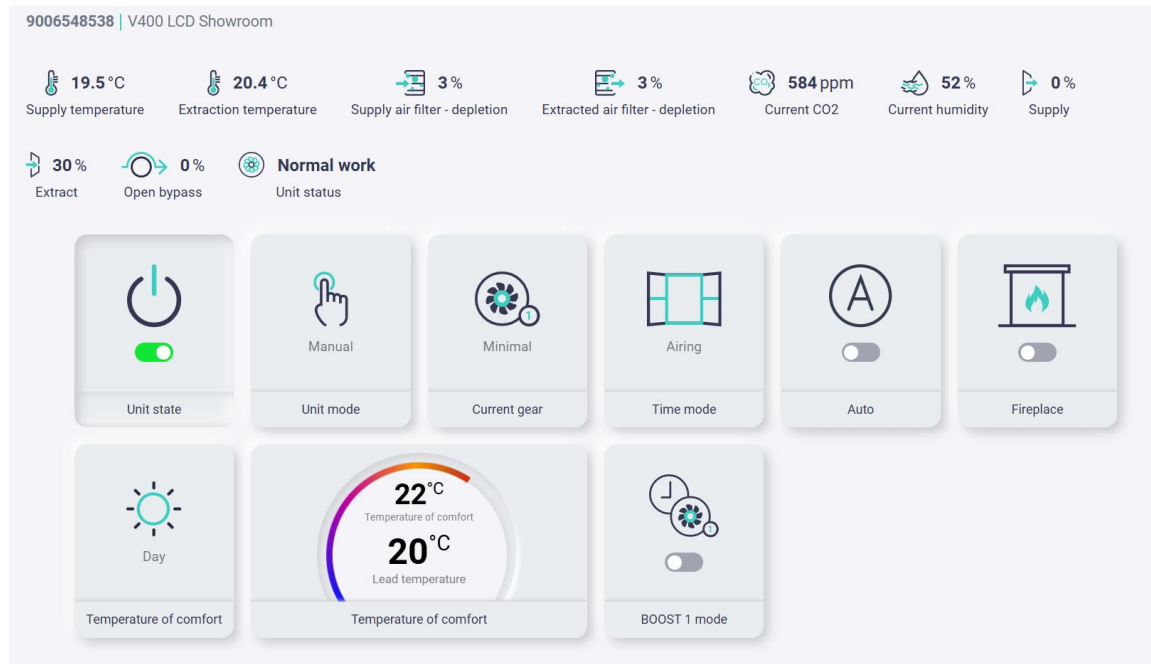 9006548538 | V400 LCD Showroom
19.5 °C
Supply temperature
20.4 °C
Extraction temperature
3 %
Supply air filter - depletion
3 %
Extracted air filter - depletion
CO₂
584 ppm
Current CO2
52 %
Current humidity
0 %
Supply
30 %
Extract
0 %
Open bypass
Normal work
Unit status
Unit state
Manual
Unit mode
1
Minimal
Current gear
Airing
Time mode
A
Auto
Fireplace
Day
Temperature of comfort
22°C
Temperature of comfort
20°C
Lead temperature
Temperature of comfort
1
BOOST 1 mode